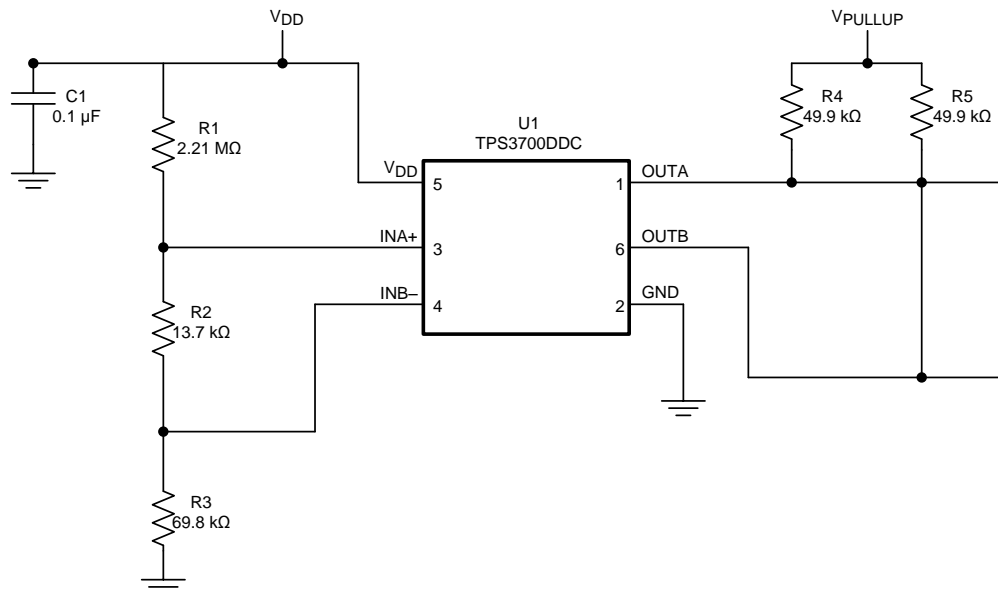 VDD
VPULLUP
C1
0.1 µF
R1
2.21 MΩ
R4
49.9 kΩ
R5
49.9 kΩ
U1
TPS3700DDC
VDD
5
1
OUTA
INA+
3
6
OUTB
INB–
4
2
GND
R2
13.7 kΩ
R3
69.8 kΩ